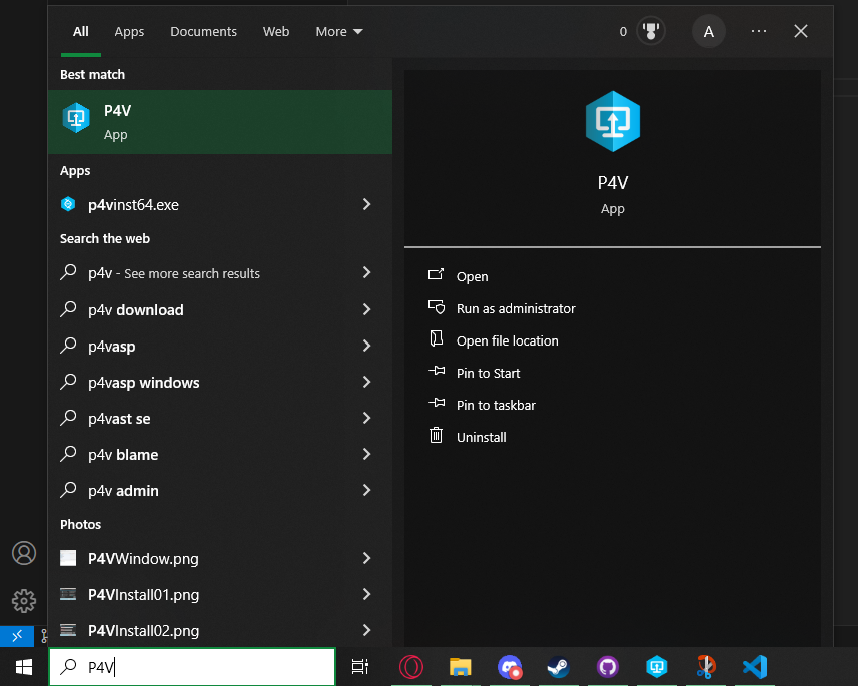 All Apps Documents Web More 0 A ...
Best match
P4V
App
Apps
p4vinst64.exe
Search the web
p4v - See more search results
p4v download
p4vasp
p4vasp windows
p4vast se
p4v blame
p4v admin
Photos
P4VWindow.png
P4VInstall01.png
P4VInstall02.png
P4V
App
Open
Run as administrator
Open file location
Pin to Start
Pin to taskbar
Uninstall
P4V